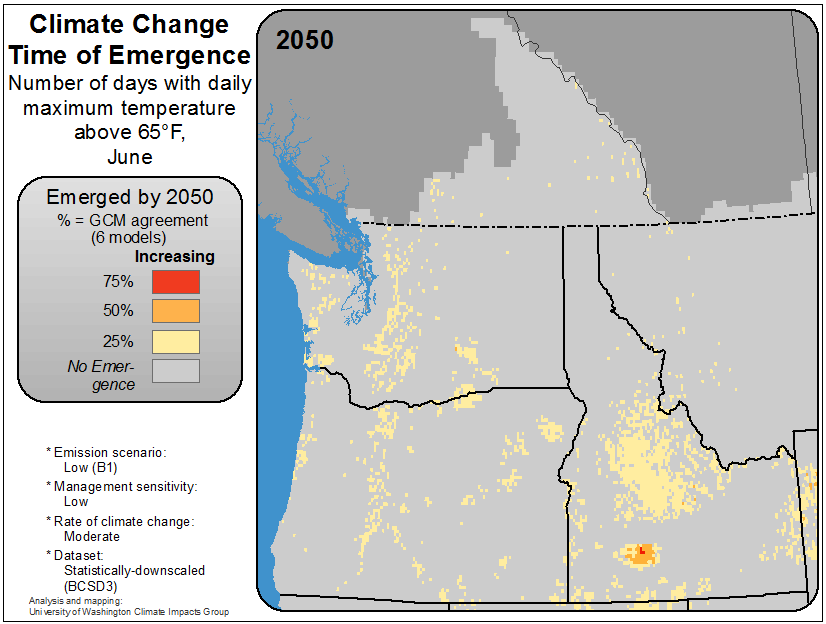 Climate Change
Time of Emergence
Number of days with daily
maximum temperature
above 65°F,
June
2050
Emerged by 2050
% = GCM agreement
(6 models)
Increasing
75%
50%
25%
No Emer-
gence
* Emission scenario:
Low (B1)
* Management sensitivity:
Low
* Rate of climate change:
Moderate
* Dataset:
Statistically-downscaled
(BCSD3)
Analysis and mapping:
University of Washington Climate Impacts Group